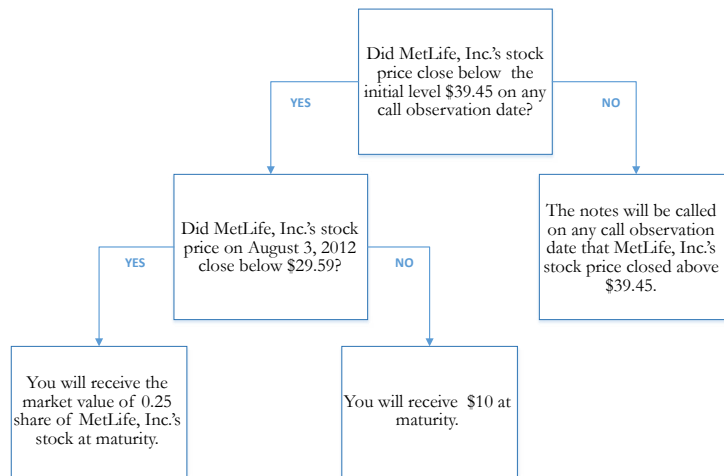 Did MetLife, Inc.'s stock
price close below the
initial level $39.45 on any
call observation date?
YES
NO
Did MetLife, Inc.'s stock
price on August 3, 2012
close below $29.59?
The notes will be called
on any call observation
date that MetLife, Inc.'s
stock price closed above
$39.45.
YES
NO
You will receive the
market value of 0.25
share of MetLife, Inc.'s
stock at maturity.
You will receive $10 at
maturity.